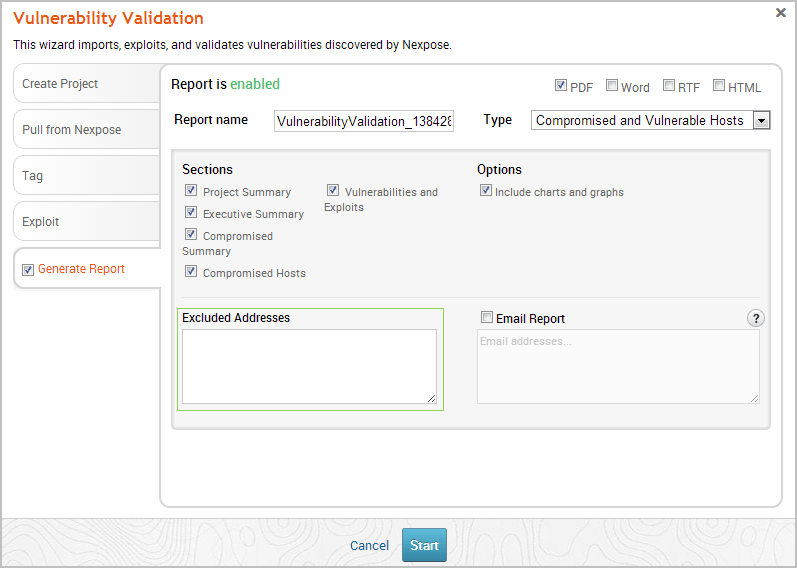 Vulnerability Validation
This wizard imports, exploits, and validates vulnerabilities discovered by Nexpose.
Create Project
Pull from Nexpose
Tag
Exploit
Generate Report
Report is enabled
PDF Word RTF HTML
Report name VulnerabilityValidation_138428 Type Compromised and Vulnerable Hosts
Sections
Project Summary
Executive Summary
Compromised
Summary
Compromised Hosts
Vulnerabilities and
Exploits
Options
Include charts and graphs
Excluded Addresses
Email Report ?
Email addresses...
Cancel Start